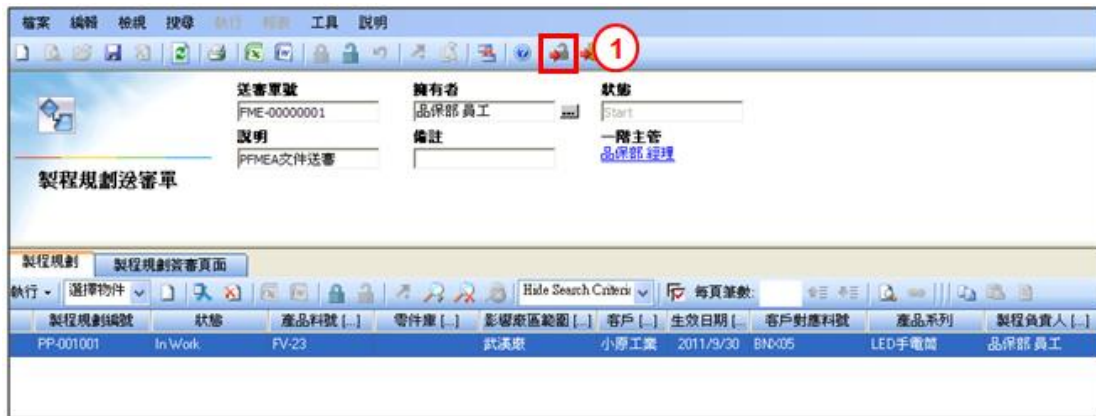 檔案 編輯 檢視 搜尋 執行 報表 工具 說明
1
送審單號 擁有者 狀態
FME-00000001 品保部 員工 ... Start
說明 備註 一階主管
PFMEA文件送審 品保部 經理
製程規劃送審單
製程規劃 製程規劃簽審頁面
執行 選擇物件 Hide Search Criteria 每頁筆數:
製程規劃編號 狀態 產品料號 [...] 零件庫 [...] 影響廠區範圍 [...] 客戶 [...] 生效日期 [... 客戶對應料號 產品系列 製程負責人 [...]
PP-001001 In Work FV-23 武漢廠 小原工業 2011/9/30 BNX05 LED手電筒 品保部 員工